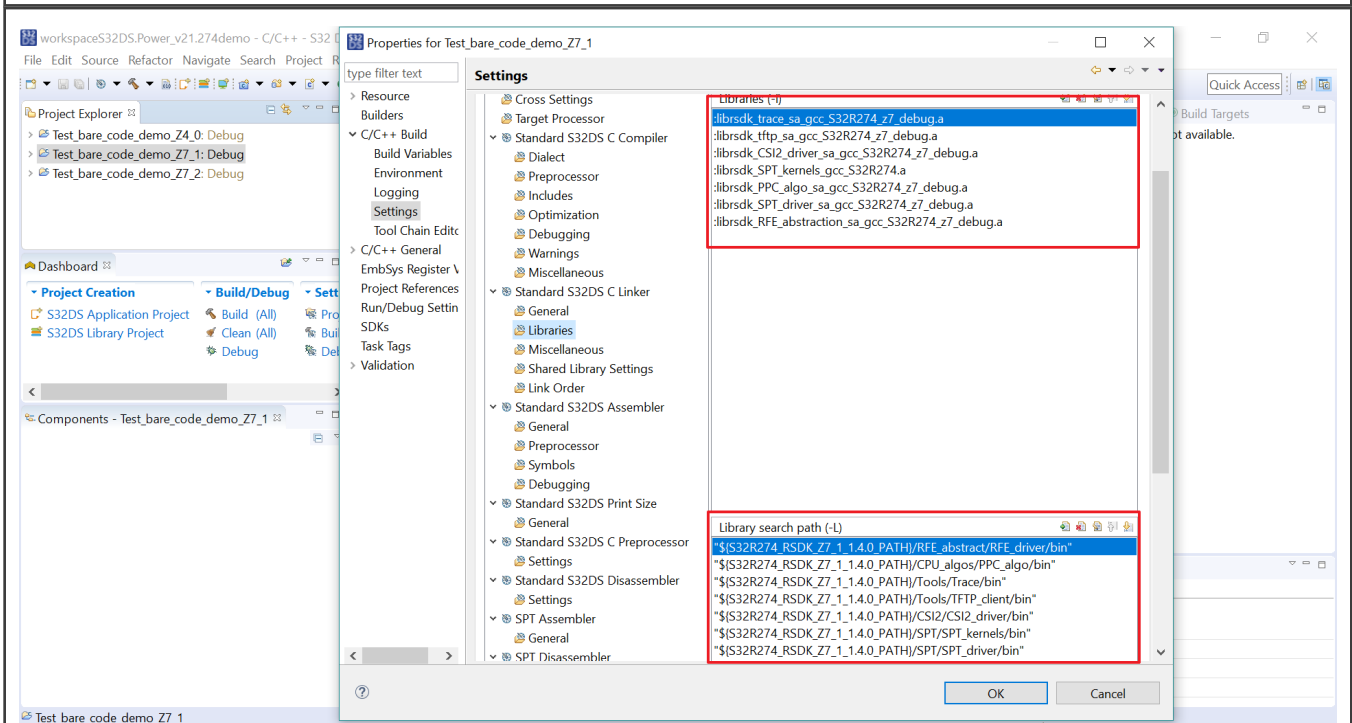 workspaceS32DS.Power_v21.274demo - C/C++ - S32
File Edit Source Refactor Navigate Search Project
Quick Access
Project Explorer
Test_bare_code_demo_Z4_0: Debug
Test_bare_code_demo_Z7_1: Debug
Test_bare_code_demo_Z7_2: Debug
Dashboard
Project Creation
S32DS Application Project
S32DS Library Project
Build/Debug
Build (All)
Clean (All)
Debug
Sett
Pro
Bui
Del
Components - Test_bare_code_demo_Z7_1
Test_bare_code_demo_Z7_1
Properties for Test_bare_code_demo_Z7_1
type filter text
Resource
Builders
C/C++ Build
Build Variables
Environment
Logging
Settings
Tool Chain Edito
C/C++ General
EmbSys Register V
Project References
Run/Debug Settin
SDKs
Task Tags
Validation
Settings
Cross Settings
Target Processor
Standard S32DS C Compiler
Dialect
Preprocessor
Includes
Optimization
Debugging
Warnings
Miscellaneous
Standard S32DS C Linker
General
Libraries
Miscellaneous
Shared Library Settings
Link Order
Standard S32DS Assembler
General
Preprocessor
Symbols
Debugging
Standard S32DS Print Size
General
Standard S32DS C Preprocessor
Settings
Standard S32DS Disassembler
Settings
SPT Assembler
General
SPT Disassembler
Libraries (-l)
:librsdk_trace_sa_gcc_S32R274_z7_debug.a
:librsdk_tftp_sa_gcc_S32R274_z7_debug.a
:librsdk_CSI2_driver_sa_gcc_S32R274_z7_debug.a
:librsdk_SPT_kernels_gcc_S32R274.a
:librsdk_PPC_algo_sa_gcc_S32R274_z7_debug.a
:librsdk_SPT_driver_sa_gcc_S32R274_z7_debug.a
:librsdk_RFE_abstraction_sa_gcc_S32R274_z7_debug.a
Library search path (-L)
"${S32R274_RSDK_Z7_1_1.4.0_PATH}/RFE_abstract/RFE_driver/bin"
"${S32R274_RSDK_Z7_1_1.4.0_PATH}/CPU_algos/PPC_algo/bin"
"${S32R274_RSDK_Z7_1_1.4.0_PATH}/Tools/Trace/bin"
"${S32R274_RSDK_Z7_1_1.4.0_PATH}/Tools/TFTP_client/bin"
"${S32R274_RSDK_Z7_1_1.4.0_PATH}/CSI2/CSI2_driver/bin"
"${S32R274_RSDK_Z7_1_1.4.0_PATH}/SPT/SPT_kernels/bin"
"${S32R274_RSDK_Z7_1_1.4.0_PATH}/SPT/SPT_driver/bin"
OK
Cancel
Build Targets
ot available.